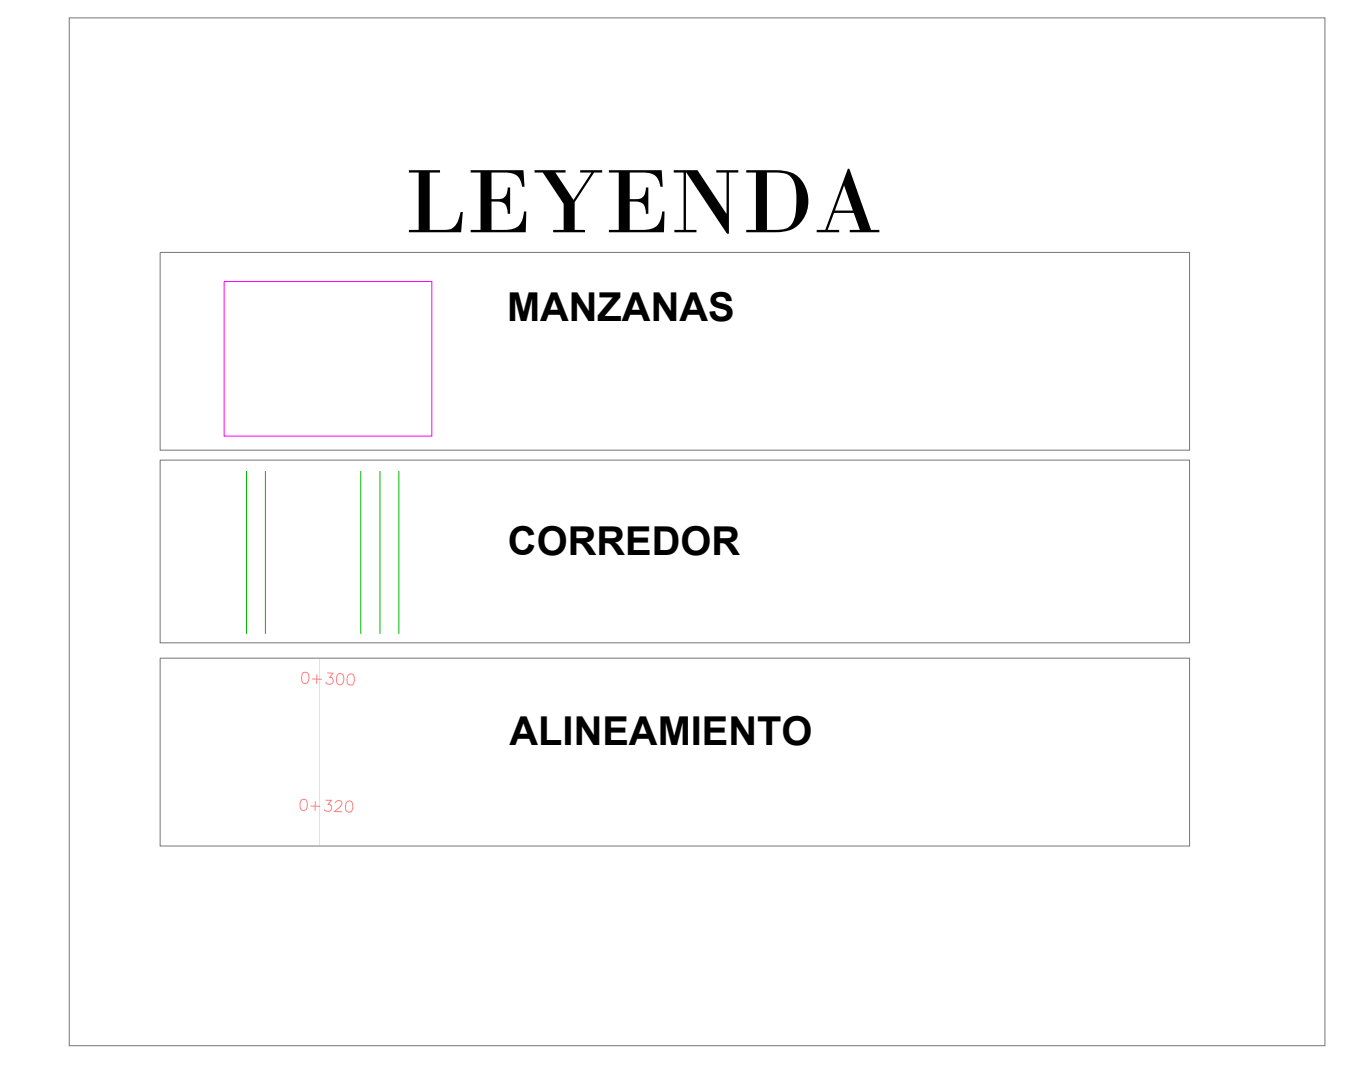 LEYENDA
MANZANAS
CORREDOR
0+300
ALINEAMIENTO
0+320